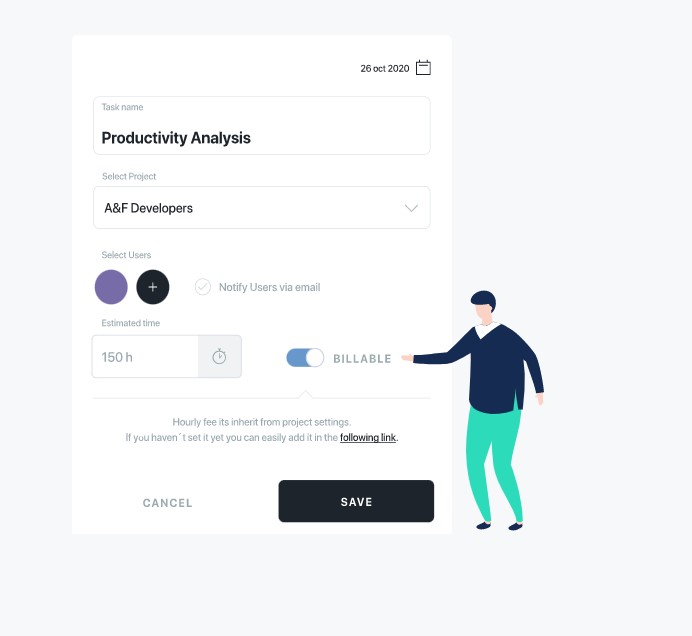 26 oct 2020
Task name
Productivity Analysis
Select Project
A&F Developers
Select Users
+
Notify Users via email
Estimated time
150 h
BILLABLE
Hourly fee its inherit from project settings.
If you haven´t set it yet you can easily add it in the following link.
CANCEL
SAVE